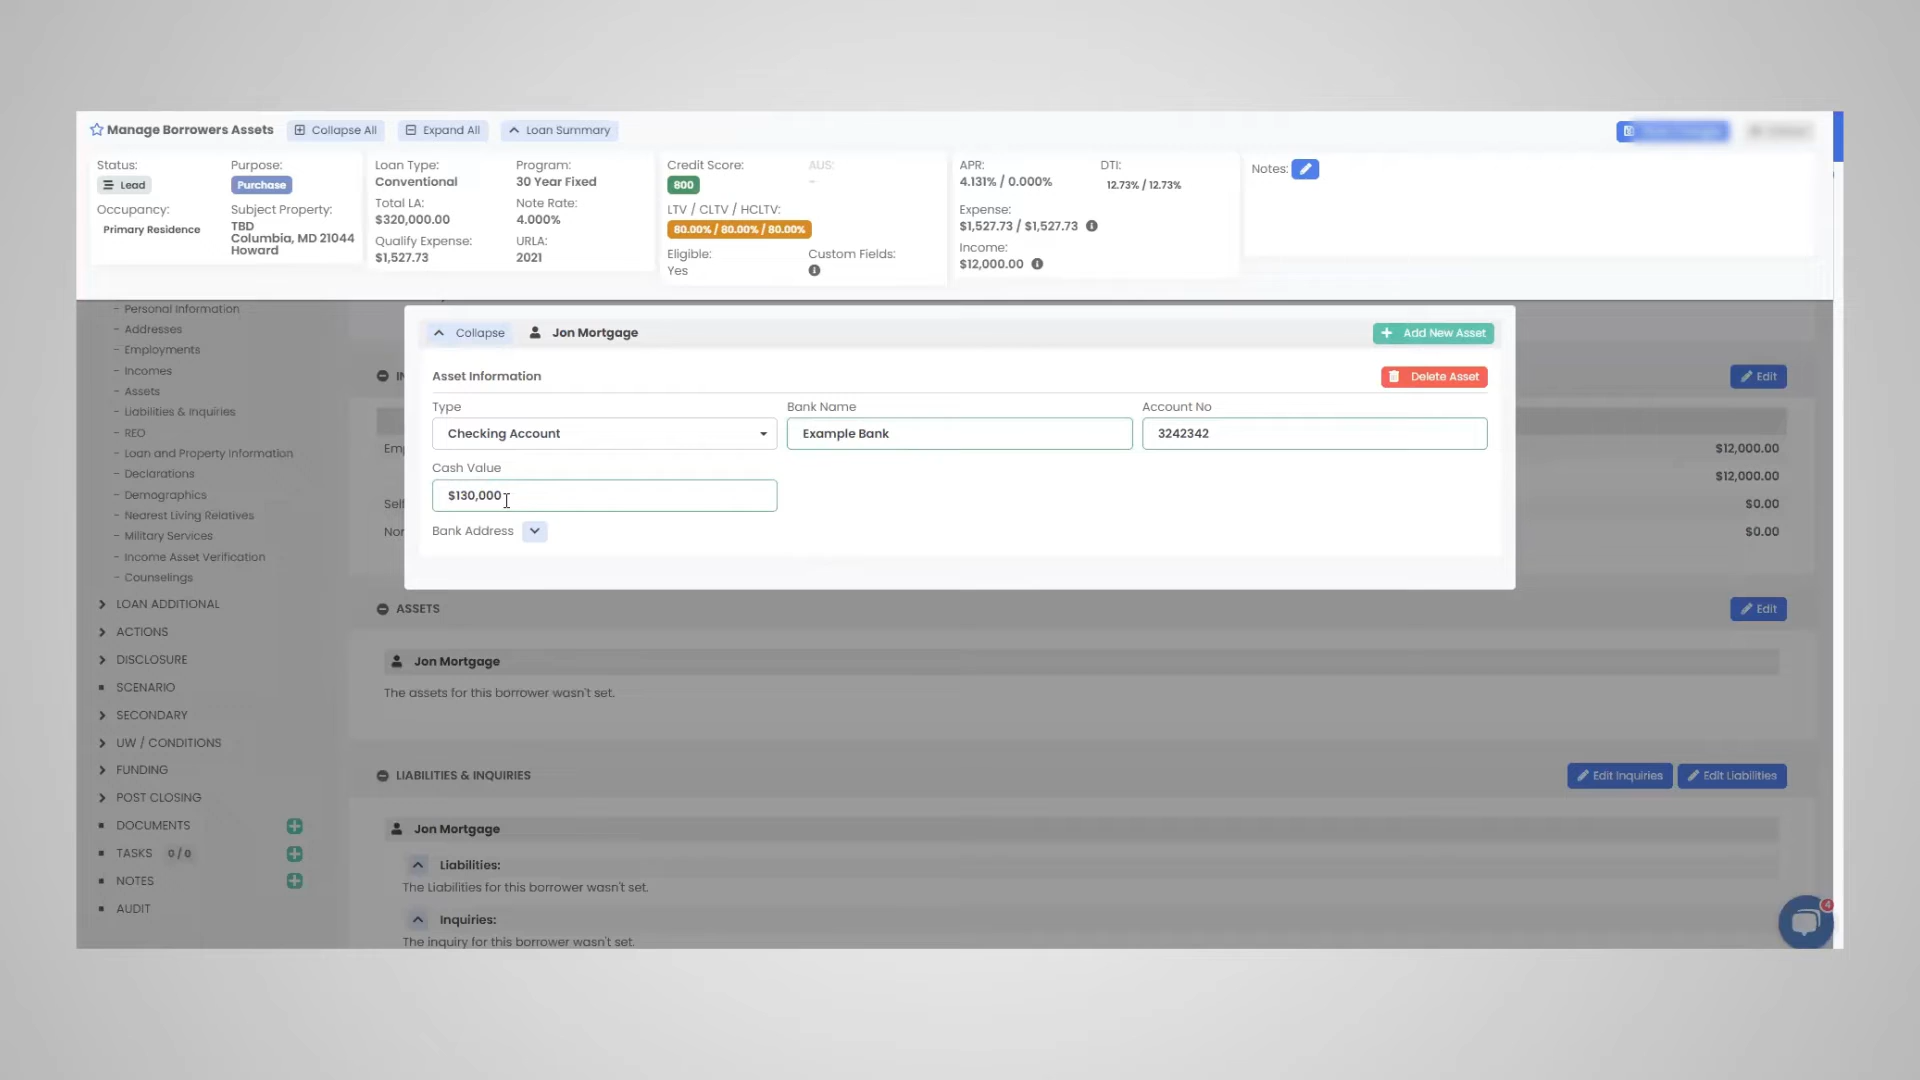 Manage Borrowers Assets
Collapse All
Expand All
Loan Summary
Status:
Lead
Purpose:
Purchase
Occupancy:
Primary Residence
Subject Property:
TBD
Columbia, MD 21044
Howard
Loan Type:
Conventional
Total LA:
$320,000.00
Qualify Expense:
$1,527.73
Program:
30 Year Fixed
Note Rate:
4.000%
URLA:
2021
Credit Score:
800
AUS:
--
LTV / CLTV / HCLTV:
80.00% / 80.00% / 80.00%
Eligible:
Yes
Custom Fields:
APR:
4.131% / 0.000%
DTI:
12.73% / 12.73%
Expense:
$1,527.73 / $1,527.73
Income:
$12,000.00
Notes:
- Personal Information
- Addresses
- Employments
- Incomes
- Assets
- Liabilities & Inquiries
- REO
- Loan and Property Information
- Declarations
- Demographics
- Nearest Living Relatives
- Military Services
- Income Asset Verification
- Counselings
LOAN ADDITIONAL
ACTIONS
DISCLOSURE
SCENARIO
SECONDARY
UW / CONDITIONS
FUNDING
POST CLOSING
DOCUMENTS
TASKS 0 / 0
NOTES
AUDIT
Collapse
Jon Mortgage
Add New Asset
Asset Information
Delete Asset
Type
Checking Account
Bank Name
Example Bank
Account No
3242342
Cash Value
$130,000
Bank Address
Edit
$12,000.00
$12,000.00
$0.00
$0.00
ASSETS
Edit
Jon Mortgage
The assets for this borrower wasn't set.
LIABILITIES & INQUIRIES
Edit Inquiries
Edit Liabilities
Jon Mortgage
Liabilities:
The Liabilities for this borrower wasn't set.
Inquiries:
The inquiry for this borrower wasn't set.
4